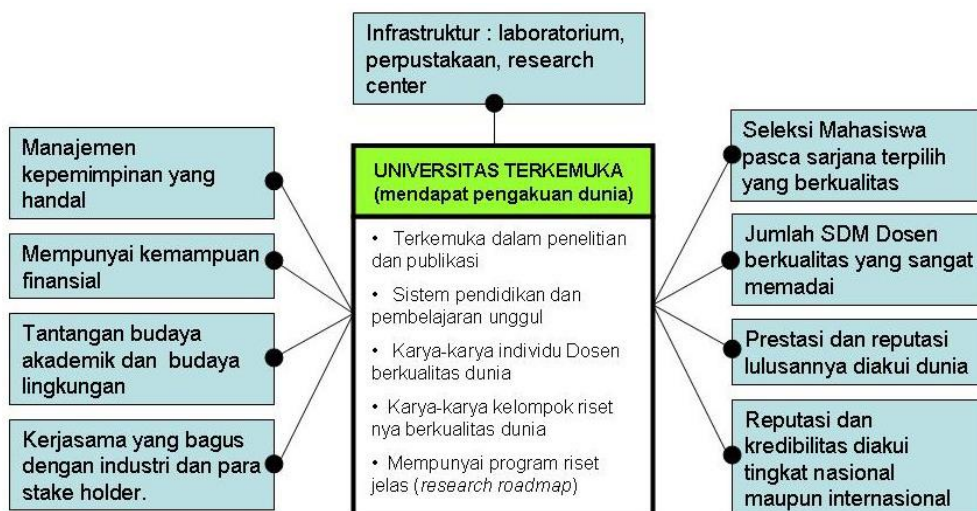 Infrastruktur : laboratorium,
perpustakaan, research
center
Manajemen
kepemimpinan yang
handal
Mempunyai kemampuan
finansial
Tantangan budaya
akademik dan budaya
lingkungan
Kerjasama yang bagus
dengan industri dan para
stake holder.
UNIVERSITAS TERKEMUKA
(mendapat pengakuan dunia)
• Terkemuka dalam penelitian
dan publikasi
• Sistem pendidikan dan
pembelajaran unggul
• Karya-karya individu Dosen
berkualitas dunia
• Karya-karya kelompok riset
nya berkualitas dunia
• Mempunyai program riset
jelas (research roadmap)
Seleksi Mahasiswa
pasca sarjana terpilih
yang berkualitas
Jumlah SDM Dosen
berkualitas yang sangat
memadai
Prestasi dan reputasi
lulusannya diakui dunia
Reputasi dan
kredibilitas diakui
tingkat nasional
maupun internasional